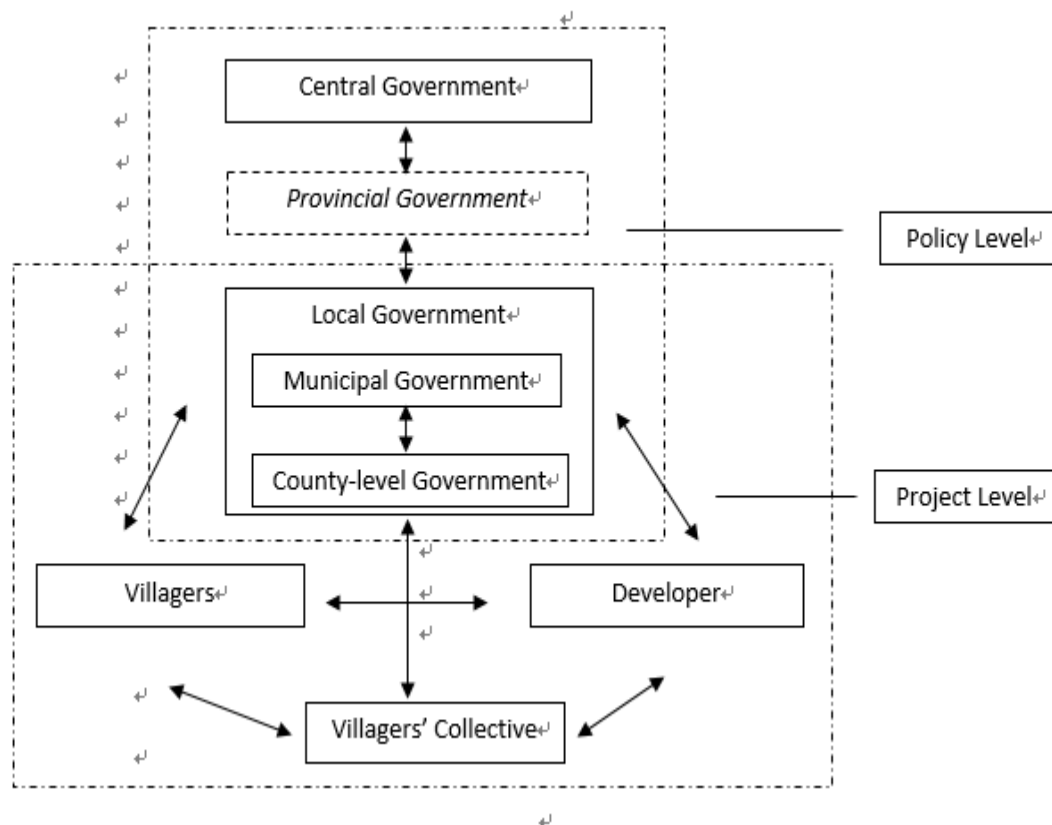 Central Government
Provincial Government
Policy Level
Local Government
Municipal Government
County-level Government
Project Level
Villagers
Developer
Villagers’ Collective